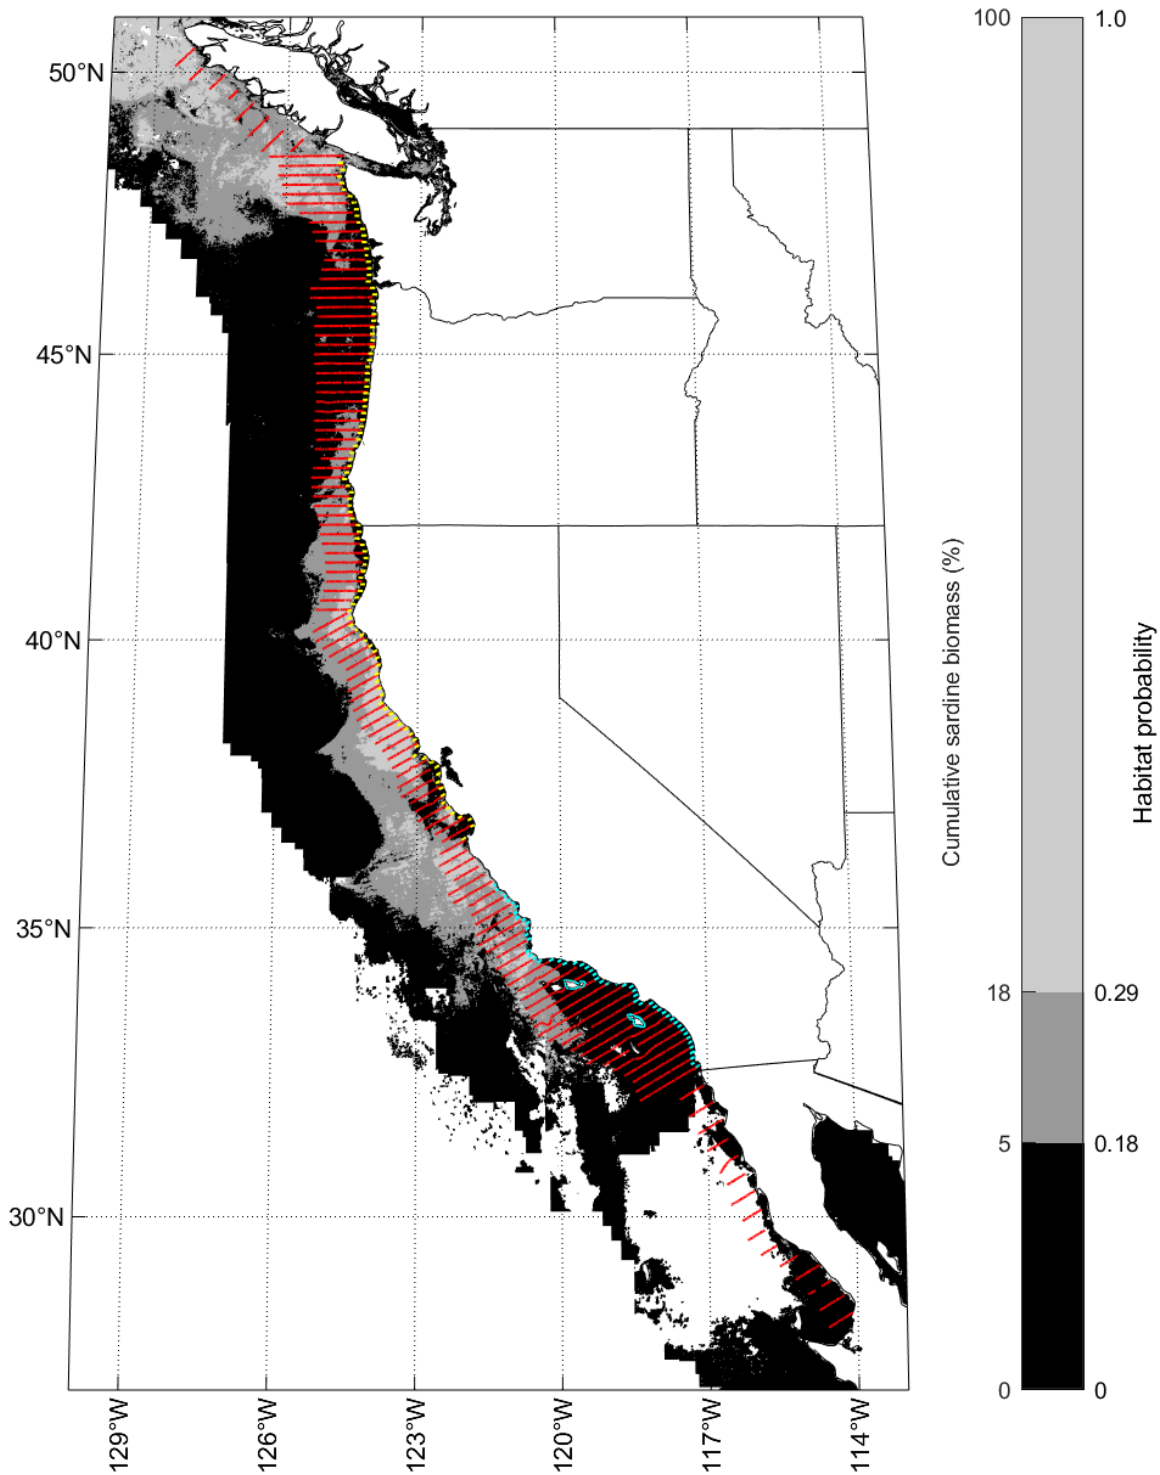 50°N
45°N
40°N
35°N
30°N
129°W
126°W
123°W
120°W
117°W
114°W
100
18
5
0
Cumulative sardine biomass (%)
1.0
0.29
0.18
0
Habitat probability